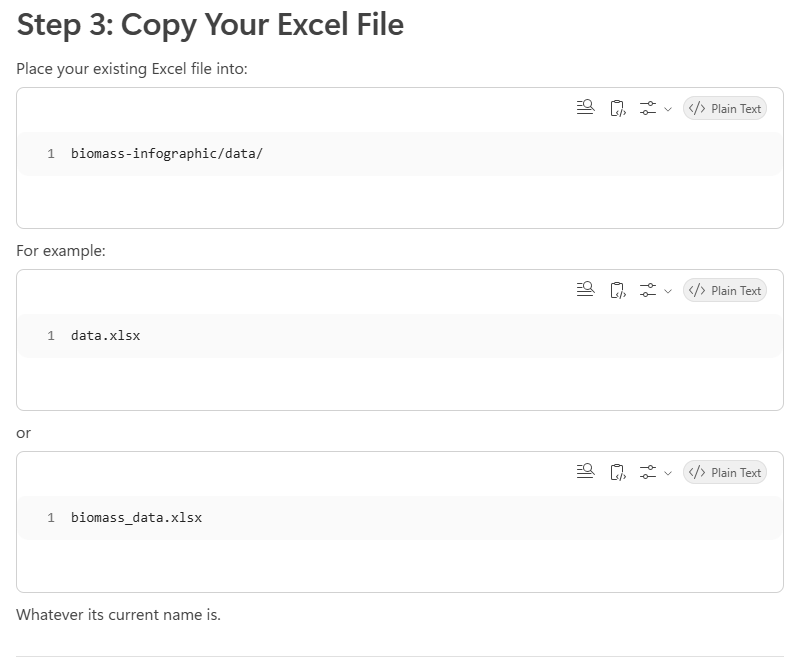 Step 3: Copy Your Excel File
Place your existing Excel file into:
</> Plain Text
1 biomass-infographic/data/
For example:
</> Plain Text
1 data.xlsx
or
</> Plain Text
1 biomass_data.xlsx
Whatever its current name is.